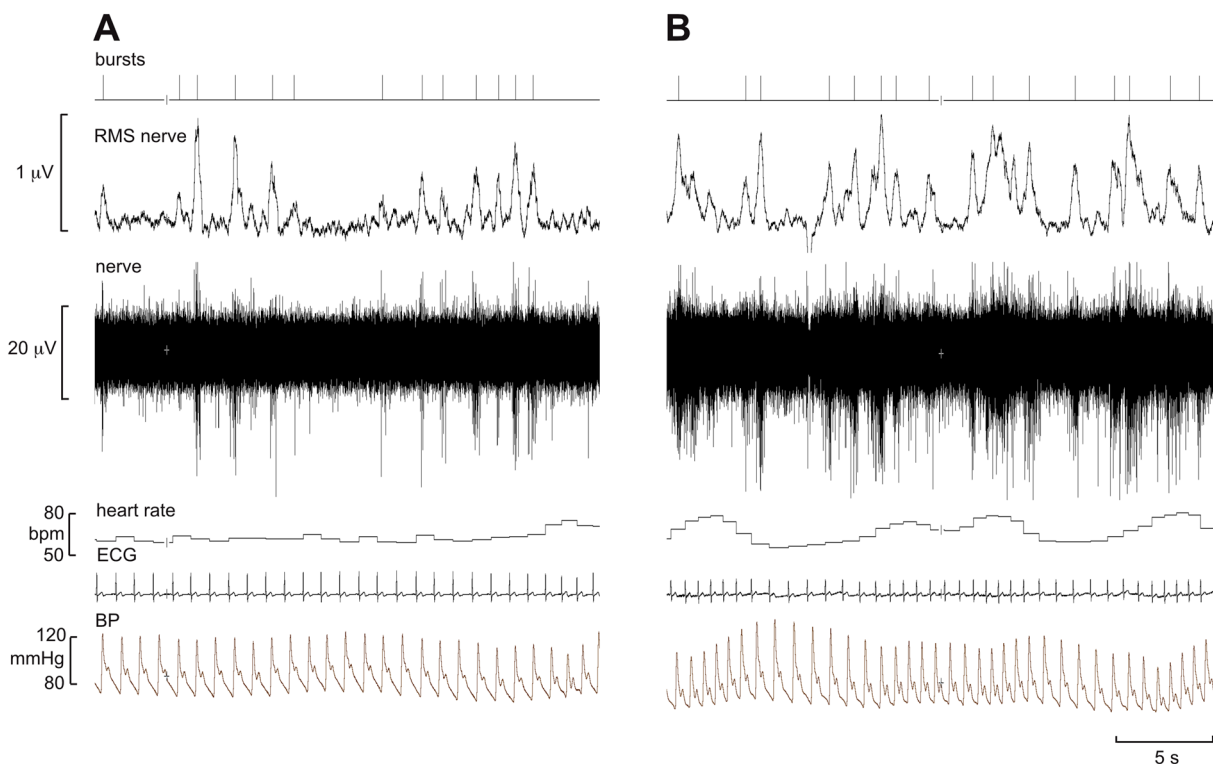 A
B
bursts
RMS nerve
1 μV
nerve
20 μV
heart rate
80
bpm
50
ECG
BP
120
mmHg
80
5 s